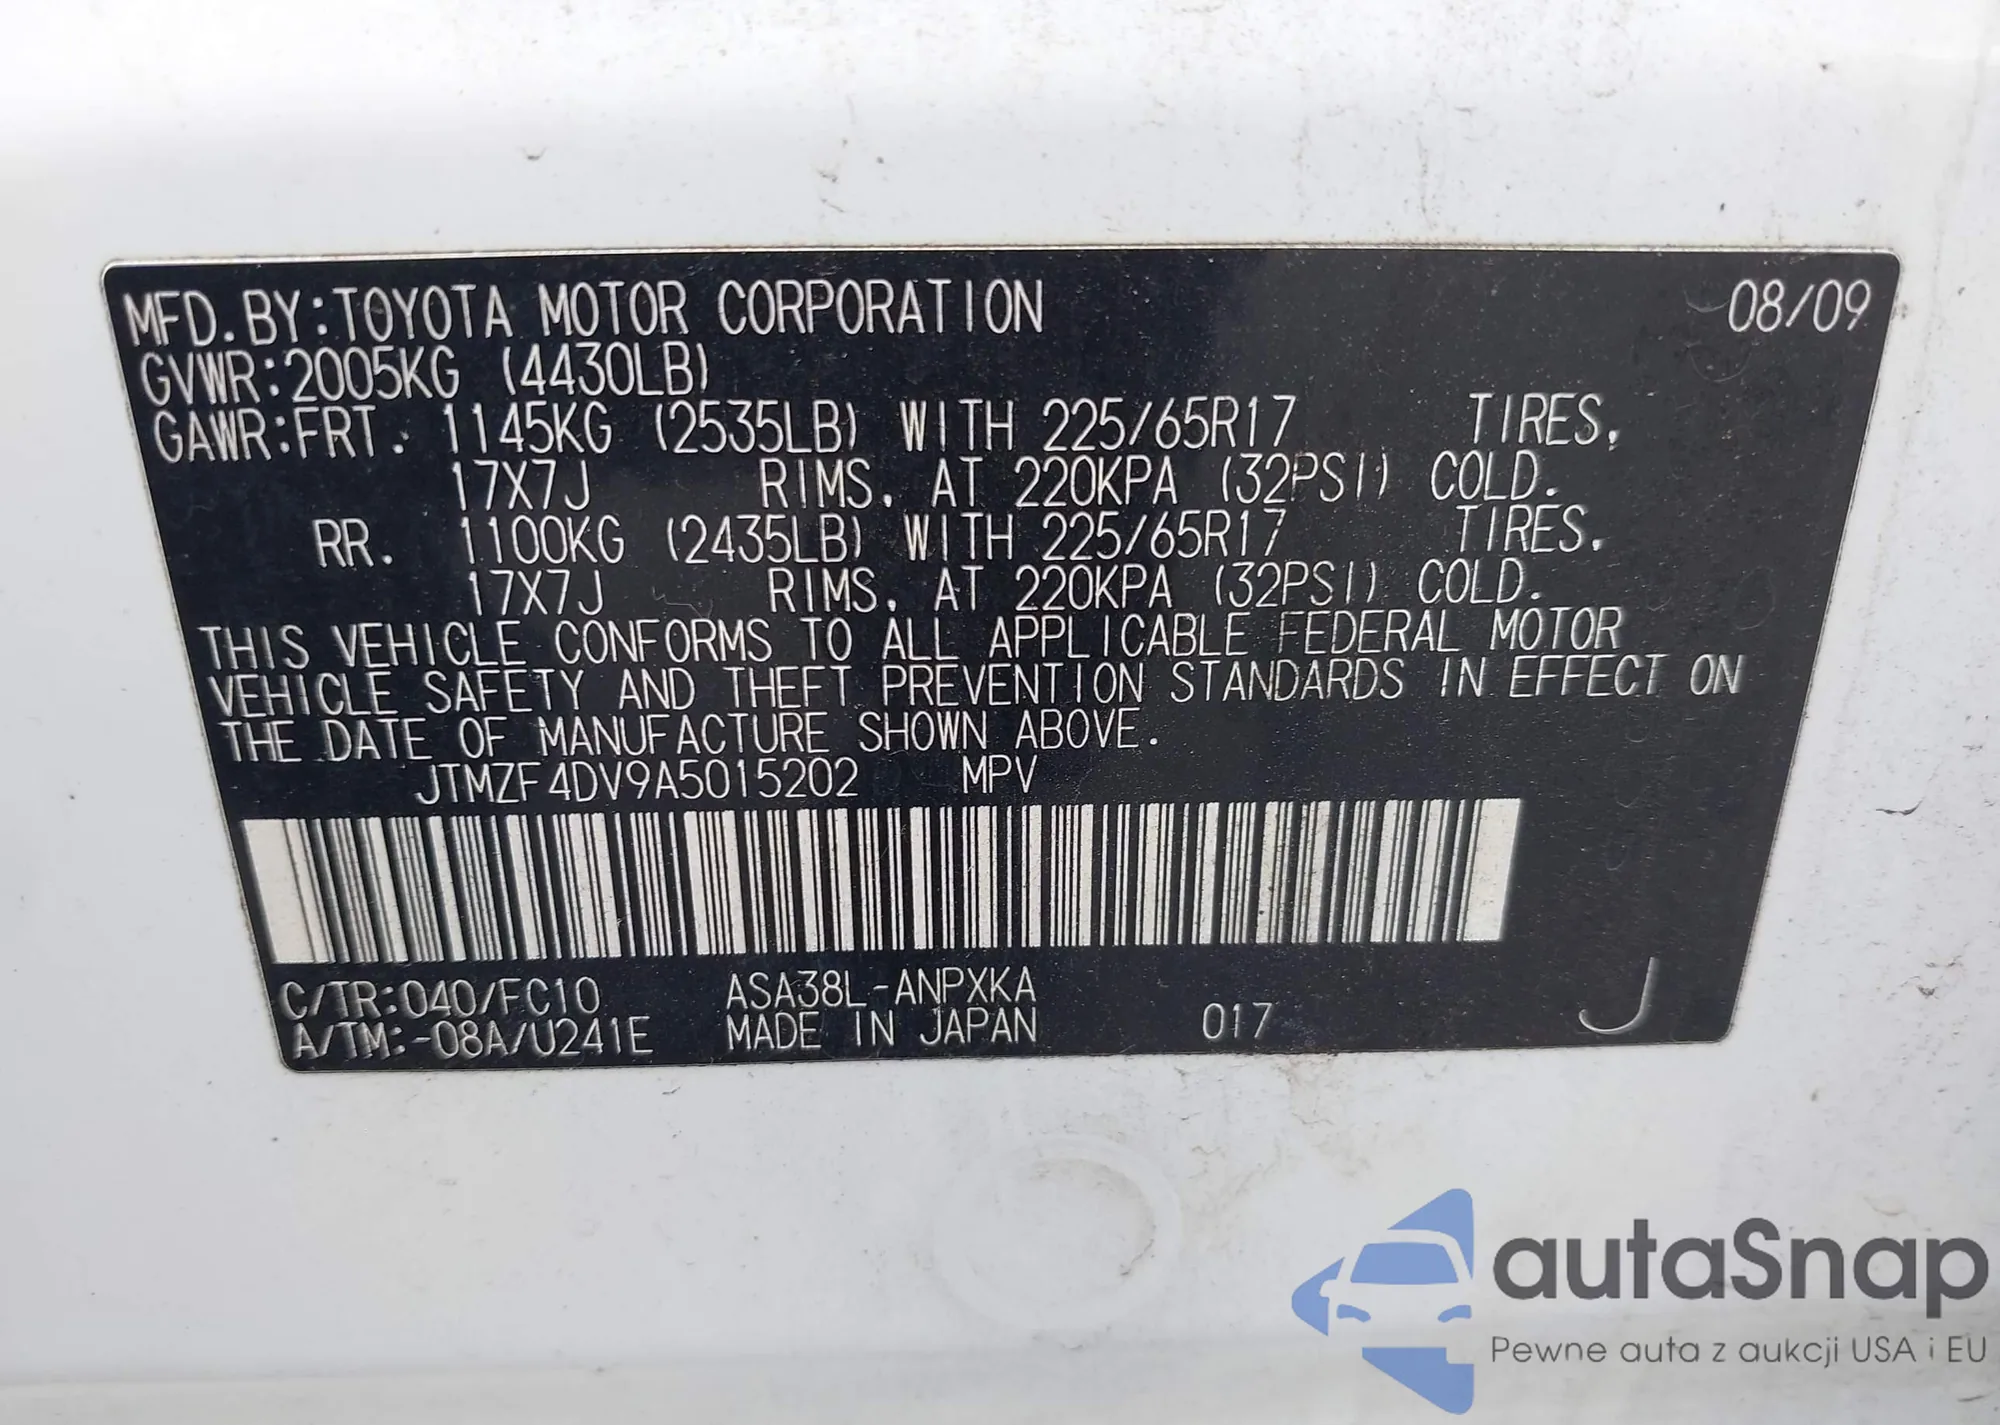 MFD.BY:TOYOTA MOTOR CORPORATION 08/09
GVWR:2005KG (4430LB)
GAWR:FRT. 1145KG (2535LB) WITH 225/65R17 TIRES,
17X7J RIMS, AT 220KPA (32PSI) COLD.
RR. 1100KG (2435LB) WITH 225/65R17 TIRES,
17X7J RIMS, AT 220KPA (32PSI) COLD.
THIS VEHICLE CONFORMS TO ALL APPLICABLE FEDERAL MOTOR
VEHICLE SAFETY AND THEFT PREVENTION STANDARDS IN EFFECT ON
THE DATE OF MANUFACTURE SHOWN ABOVE.
JTMZF4DV9A5015202 MPV
C/TR:040/FC10 ASA38L-ANPXKA
A/TM:-08A/U241E MADE IN JAPAN 017 J
autaSnap
Pewne auta z aukcji USA i EU